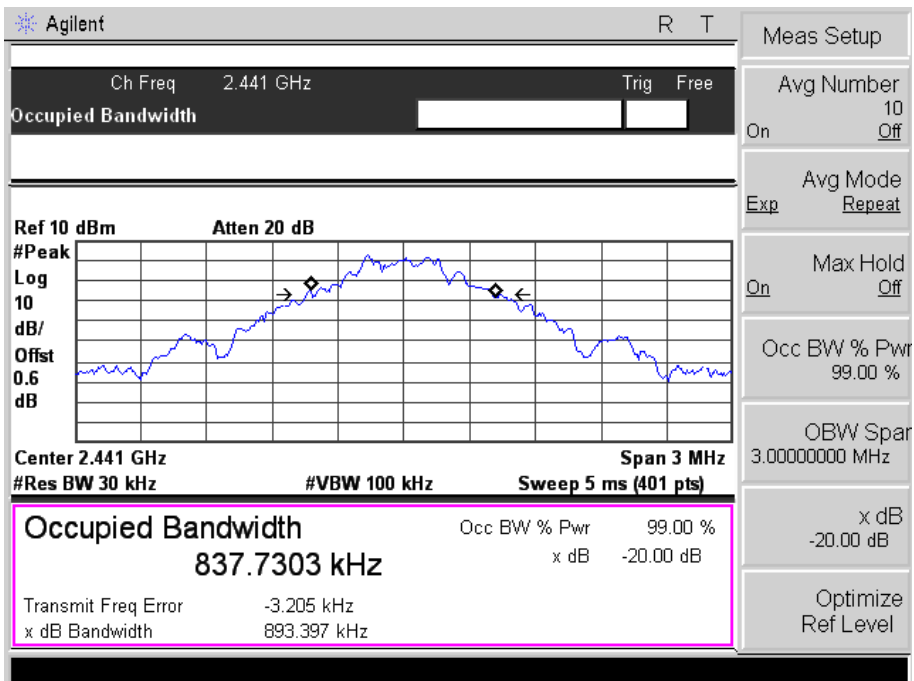 Agilent R T
Ch Freq 2.441 GHz Trig Free
Occupied Bandwidth
Ref 10 dBm Atten 20 dB
#Peak
Log
10
dB/
Offst
0.6
dB
Center 2.441 GHz Span 3 MHz
#Res BW 30 kHz #VBW 100 kHz Sweep 5 ms (401 pts)
Occupied Bandwidth
837.7303 kHz
Occ BW % Pwr 99.00 %
x dB -20.00 dB
Transmit Freq Error -3.205 kHz
x dB Bandwidth 893.397 kHz
Meas Setup
Avg Number
10
On Off
Avg Mode
Exp Repeat
Max Hold
On Off
Occ BW % Pwr
99.00 %
OBW Span
3.00000000 MHz
x dB
-20.00 dB
Optimize
Ref Level